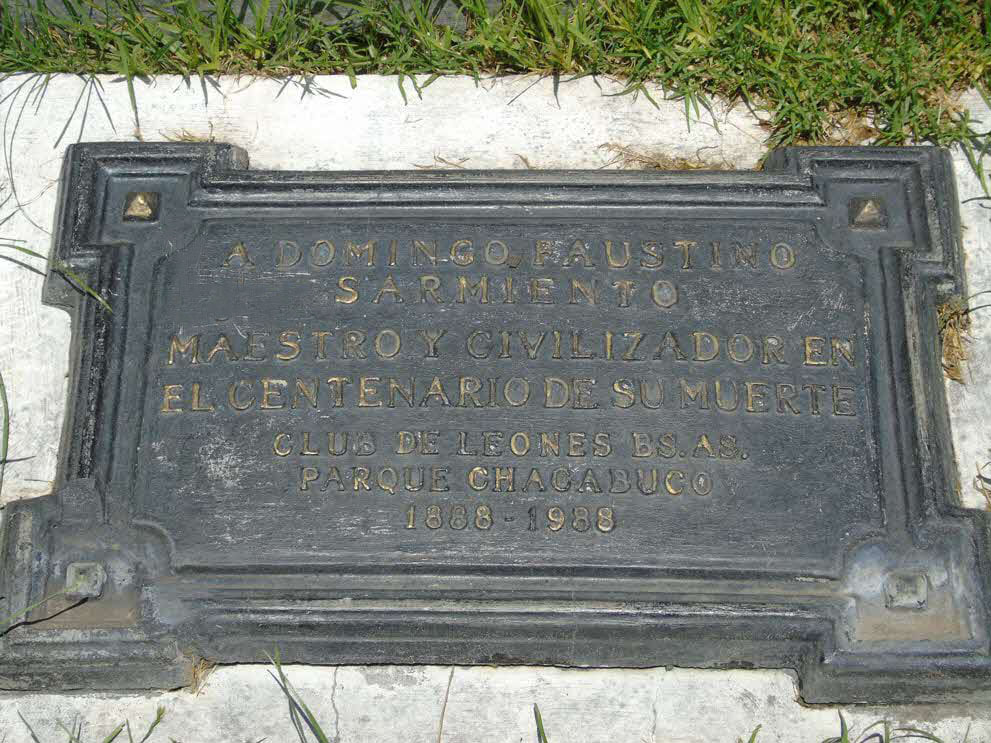 A DOMINGO FAUSTINO
SARMIENTO
MAESTRO Y CIVILIZADOR EN
EL CENTENARIO DE SU MUERTE
CLUB DE LEONES BS. AS.
PARQUE CHACABUCO
1888 - 1988